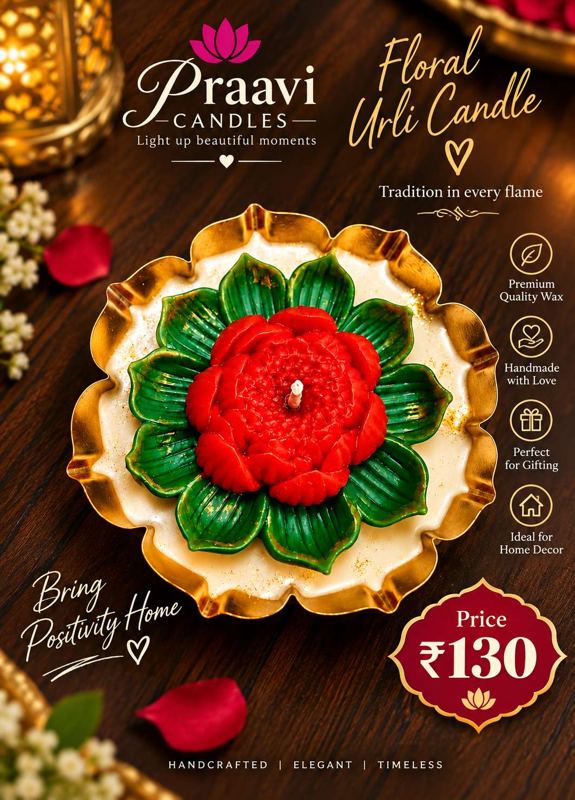 Praavi
CANDLES
Light up beautiful moments
Floral
Urli Candle
Tradition in every flame
Premium
Quality Wax
Handmade
with Love
Perfect
for Gifting
Ideal for
Home Decor
Bring
Positivity Home
Price
₹130
HANDCRAFTED | ELEGANT | TIMELESS